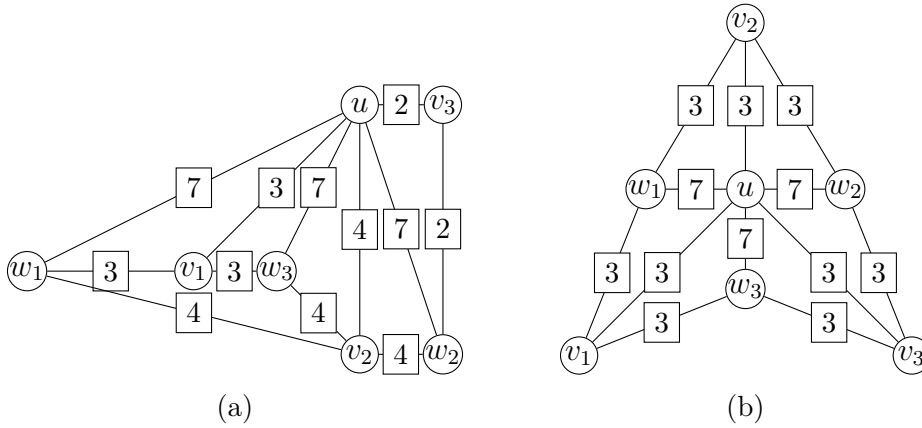 v₂
u 2 v₃ 3 3 3
7 3 7 w₁ 7 u 7 w₂
4 7 2 7
w₁ 3 v₁ 3 w₃ 3 3 3 3
w₃
4 4 3 3
v₂ 4 w₂ v₁ v₃
(a) (b)